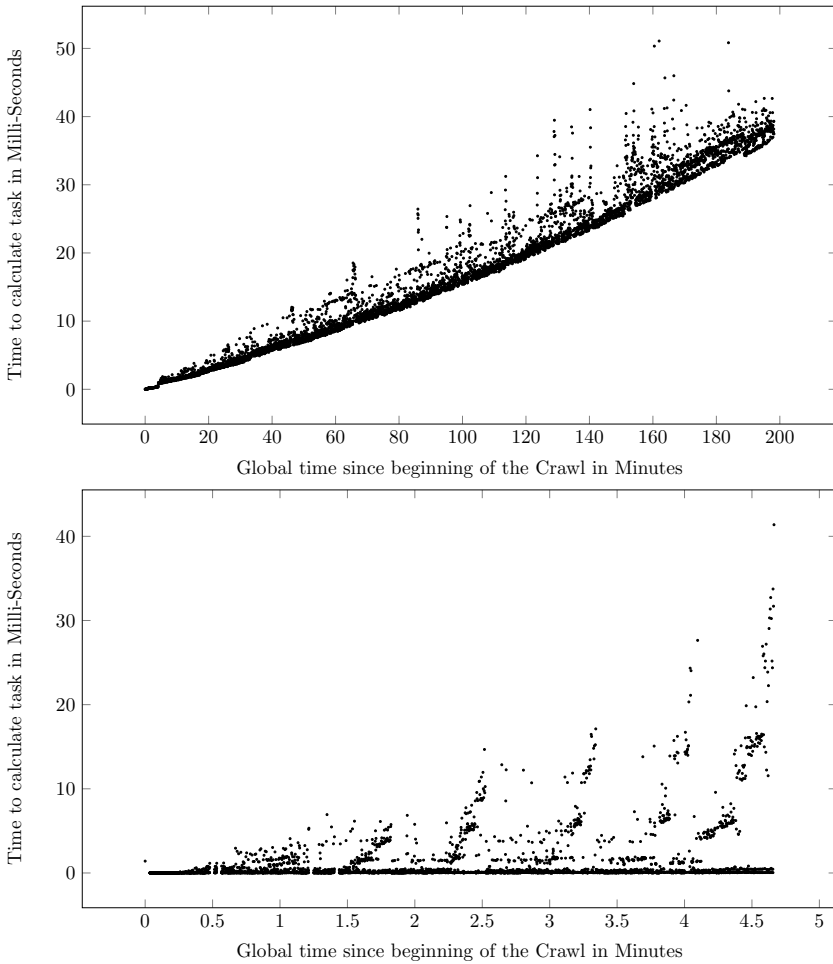 Time to calculate task in Milli-Seconds
50
40
30
20
10
0
0 20 40 60 80 100 120 140 160 180 200
Global time since beginning of the Crawl in Minutes
Time to calculate task in Milli-Seconds
40
30
20
10
0
0 0.5 1 1.5 2 2.5 3 3.5 4 4.5 5
Global time since beginning of the Crawl in Minutes